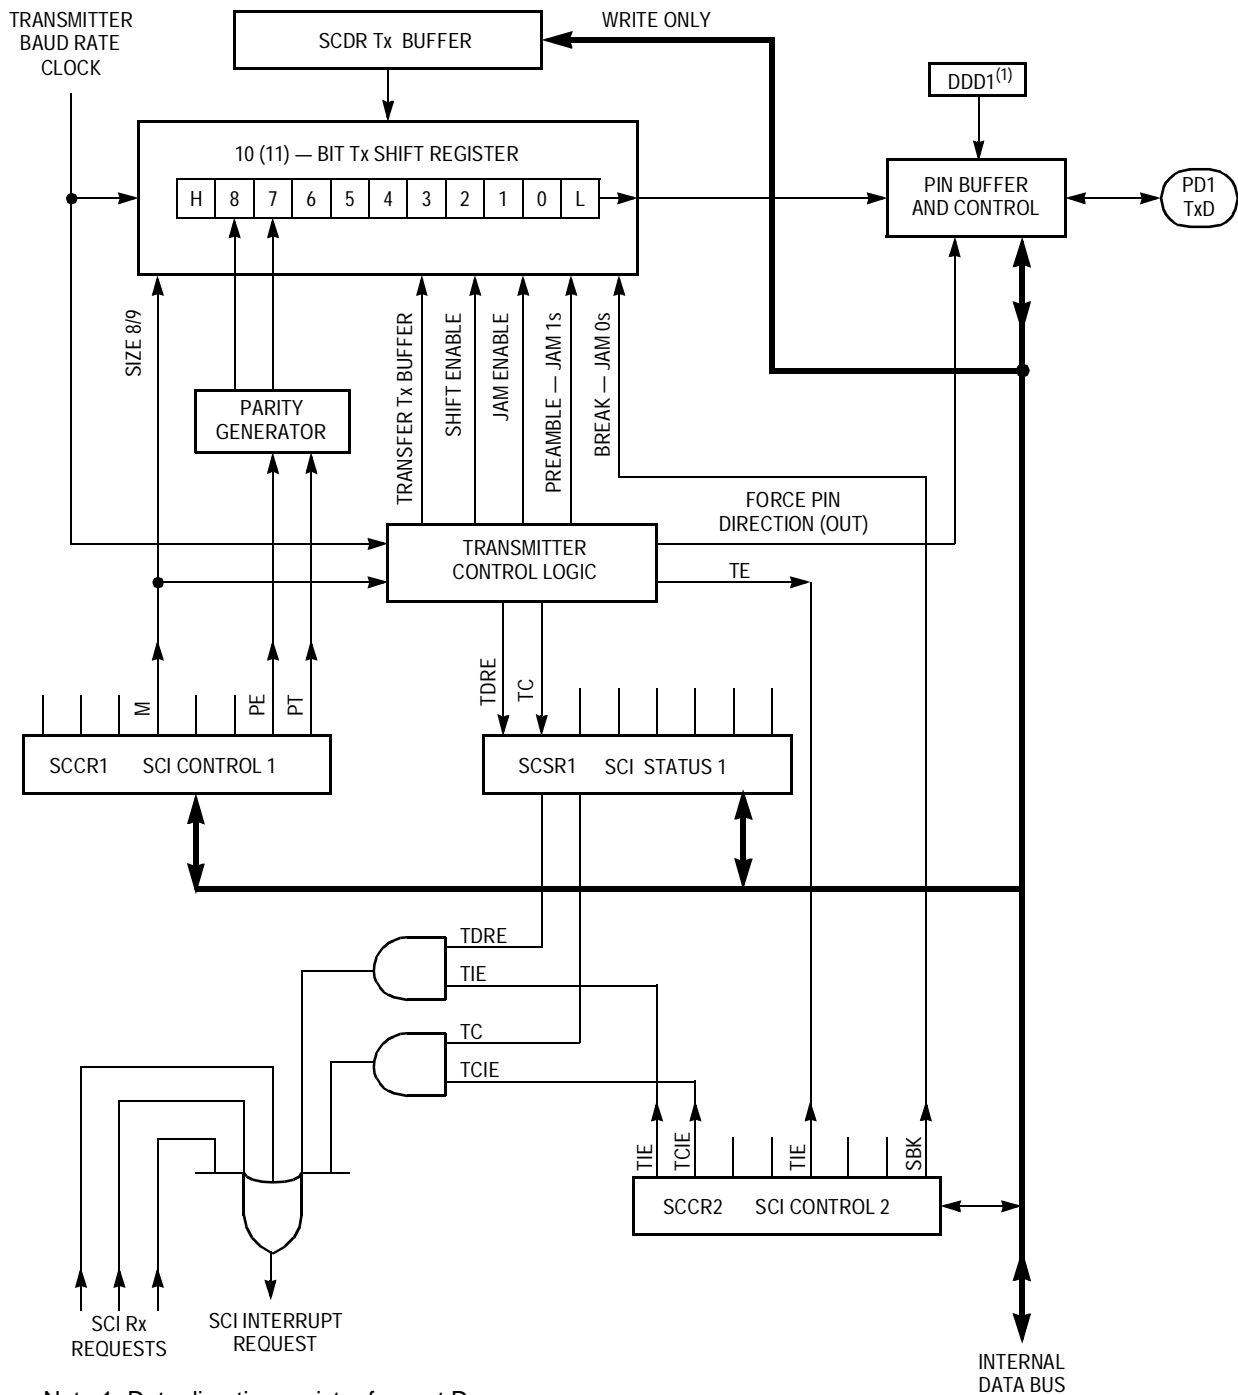 TRANSMITTER
BAUD RATE
CLOCK
SCDR Tx BUFFER
WRITE ONLY
DDD1(1)
10 (11) — BIT Tx SHIFT REGISTER
H 8 7 6 5 4 3 2 1 0 L
PIN BUFFER
AND CONTROL
PD1
TxD
SIZE 8/9
TRANSFER Tx BUFFER
SHIFT ENABLE
JAM ENABLE
PREAMBLE — JAM 1s
BREAK — JAM 0s
PARITY
GENERATOR
FORCE PIN
DIRECTION (OUT)
TRANSMITTER
CONTROL LOGIC
TE
TDRE
TC
M
PE
PT
SCCR1 SCI CONTROL 1
SCSR1 SCI STATUS 1
TDRE
TIE
TC
TCIE
TIE
TCIE
TIE
SBK
SCCR2 SCI CONTROL 2
SCI Rx
REQUESTS
SCI INTERRUPT
REQUEST
INTERNAL
DATA BUS